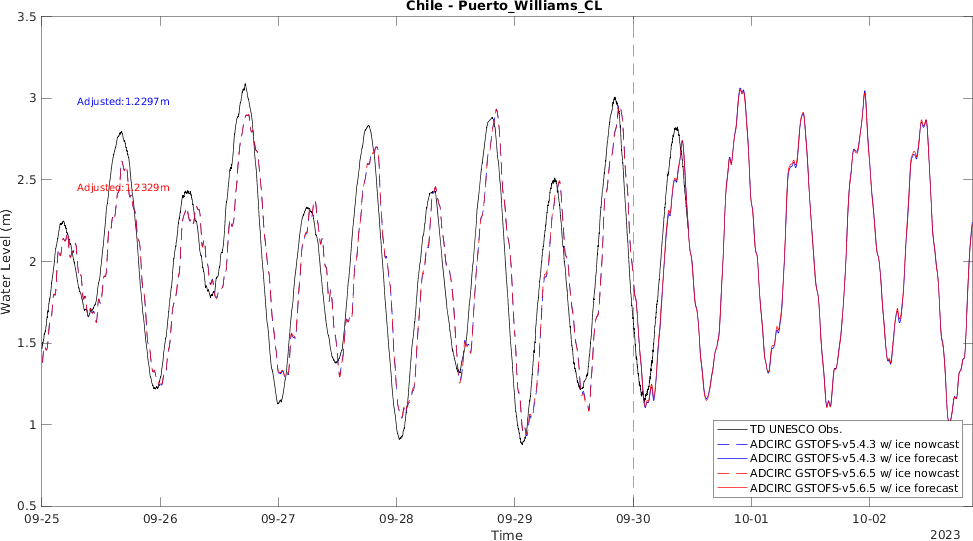 Chile - Puerto_Williams_CL
3.5
3
2.5
2
1.5
1
0.5
Water Level (m)
Adjusted:1.2297m
Adjusted:1.2329m
TD UNESCO Obs.
ADCIRC GSTOFS-v5.4.3 w/ ice nowcast
ADCIRC GSTOFS-v5.4.3 w/ ice forecast
ADCIRC GSTOFS-v5.6.5 w/ ice nowcast
ADCIRC GSTOFS-v5.6.5 w/ ice forecast
09-25 09-26 09-27 09-28 09-29 09-30 10-01 10-02
Time
2023